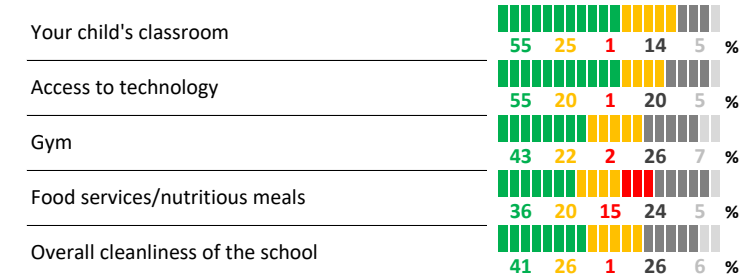 Your child's classroom
55 25 1 14 5 %
Access to technology
55 20 1 20 5 %
Gym
43 22 2 26 7 %
Food services/nutritious meals
36 20 15 24 5 %
Overall cleanliness of the school
41 26 1 26 6 %